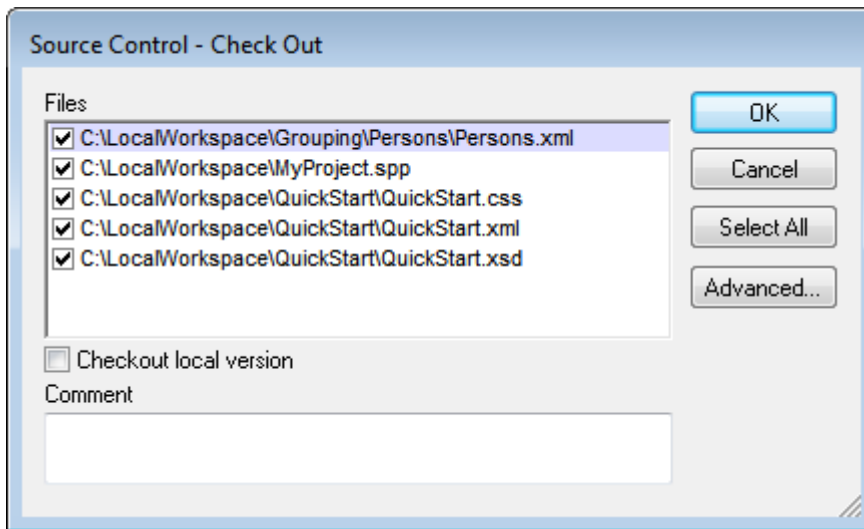 Source Control - Check Out
Files
C:\LocalWorkspace\Grouping\Persons\Persons.xml
C:\LocalWorkspace\MyProject.spp
C:\LocalWorkspace\QuickStart\QuickStart.css
C:\LocalWorkspace\QuickStart\QuickStart.xml
C:\LocalWorkspace\QuickStart\QuickStart.xsd
OK
Cancel
Select All
Advanced...
Checkout local version
Comment